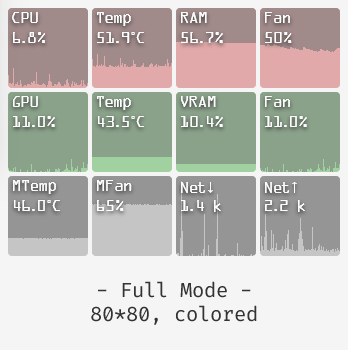 CPU
6.8%
Temp
51.9°C
RAM
56.7%
Fan
50%
GPU
11.0%
Temp
43.5°C
VRAM
10.4%
Fan
11.0%
MTemp
46.0°C
MFan
65%
Net↓
1.4 k
Net↑
2.2 k
- Full Mode -
80*80, colored